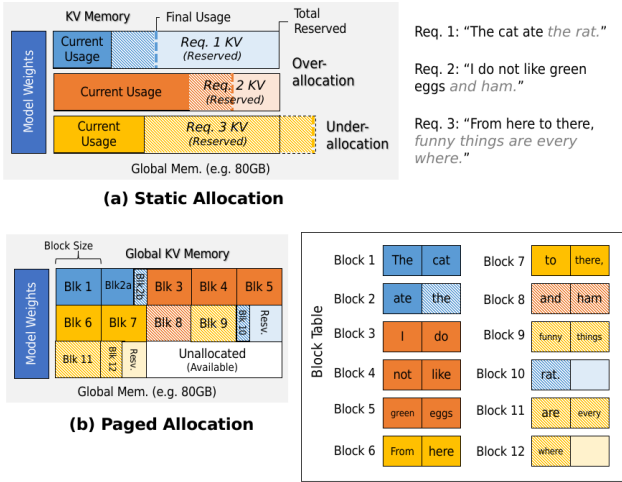 KV Memory
Final Usage
Total
Reserved
Model Weights
Current
Usage
Req. 1 KV
(Reserved)
Over-
allocation
Current Usage
Req. 2 KV
(Reserved)
Current
Usage
Req. 3 KV
(Reserved)
Under-
allocation
Global Mem. (e.g. 80GB)
(a) Static Allocation
Req. 1: “The cat ate the rat.”
Req. 2: “I do not like green
eggs and ham.”
Req. 3: “From here to there,
funny things are every
where.”
Block Size
Global KV Memory
Model Weights
Blk 1
Blk2a
Blk2b
Blk 3
Blk 4
Blk 5
Blk 6
Blk 7
Blk 8
Blk 9
Blk 10
Resv.
Blk 11
Blk 12
Resv.
Unallocated
(Available)
Global Mem. (e.g. 80GB)
(b) Paged Allocation
Block Table
Block 1 The cat
Block 2 ate the
Block 3 I do
Block 4 not like
Block 5 green eggs
Block 6 From here
Block 7 to there,
Block 8 and ham
Block 9 funny things
Block 10 rat.
Block 11 are every
Block 12 where